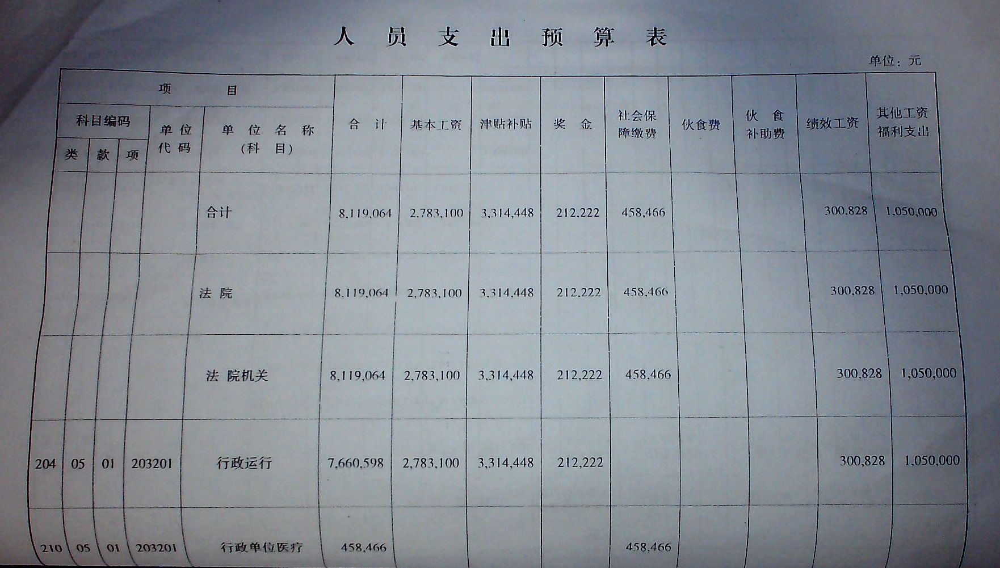 人员支出预算表
单位：元
项目
科目编码 单位代码 单位名称（科目） 合计 基本工资 津贴补贴 奖金 社会保障缴费 伙食费 伙食补助费 绩效工资 其他工资福利支出
类 款 项
合计 8,119,064 2.783,100 3,314,448 212,222 458,466 300.828 1,050,000
法院 8,119,064 2,783,100 3,314,448 212,222 458,466 300,828 1,050,000
法院机关 8,119,064 2,783,100 3,314,448 212,222 458,466 300,828 1,050,000
204 05 01 203201 行政运行 7,660,598 2,783,100 3,314,448 212,222 300,828 1,050,000
210 05 01 203201 行政单位医疗 458,466 458,466